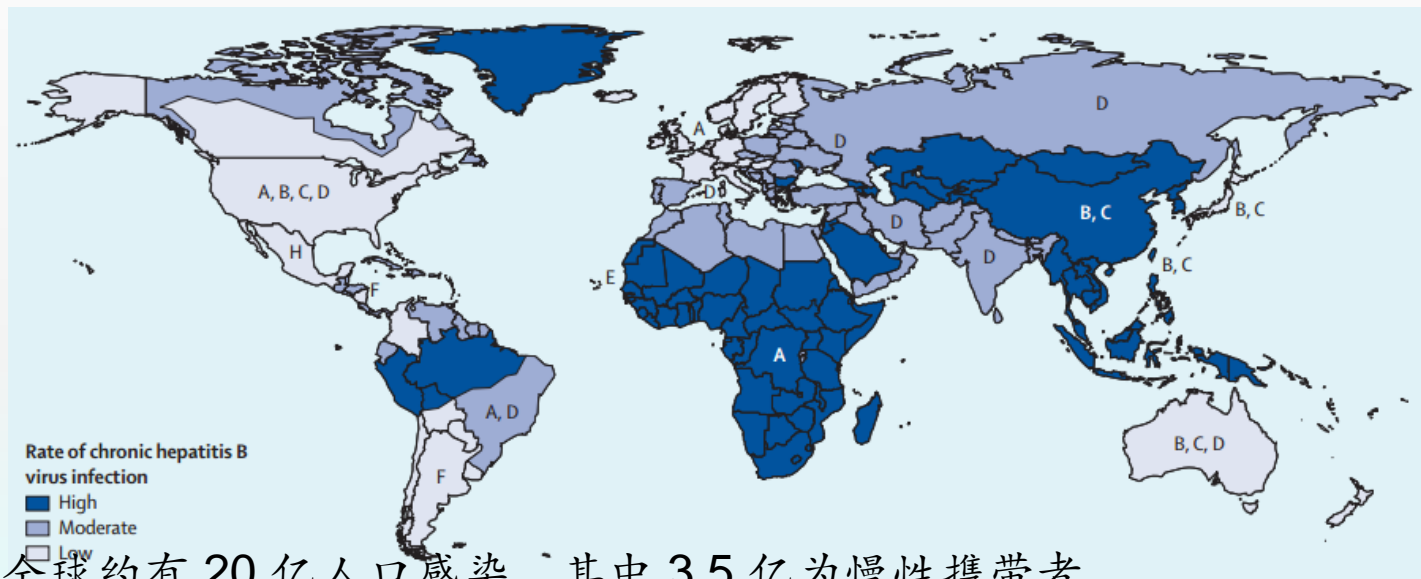 D
D
A
A, B, C, D
D
D
B, C
B, C
H
D
B, C
F
E
A
A, D
B, C, D
F
Rate of chronic hepatitis B
virus infection
High
Moderate
Low
全球约有 20 亿人口感染，其中 3.5 亿为慢性携带者